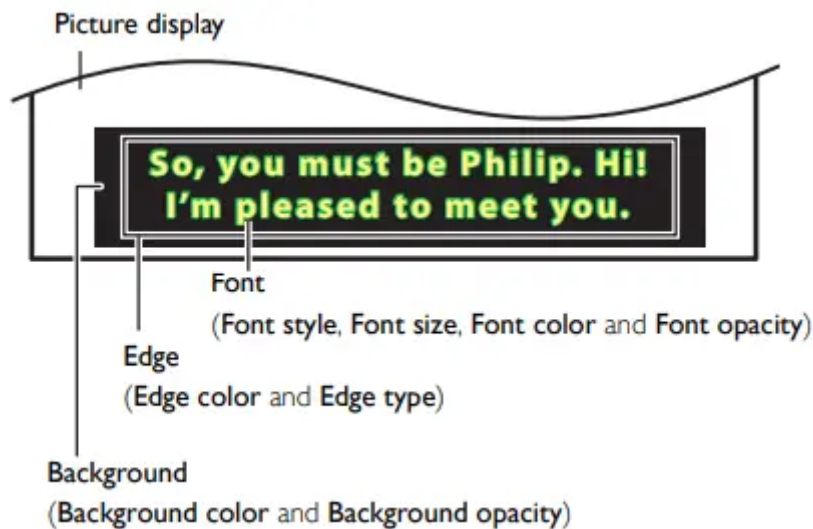 Picture display
So, you must be Philip. Hi!
I'm pleased to meet you.
Font
(Font style, Font size, Font color and Font opacity)
Edge
(Edge color and Edge type)
Background
(Background color and Background opacity)